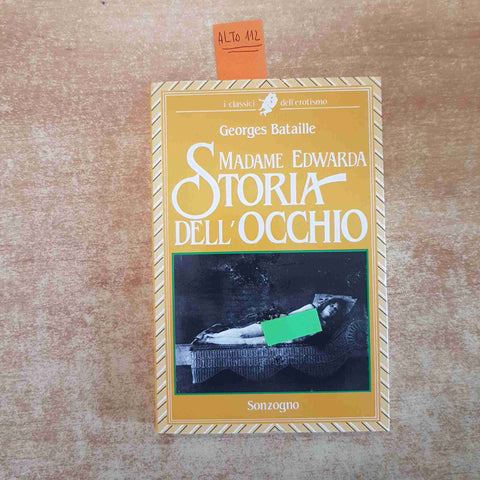 ALTO 112
i classici dell'erotismo
Georges Bataille
MADAME EDWARDA
STORIA
DELL'OCCHIO
Sonzogno